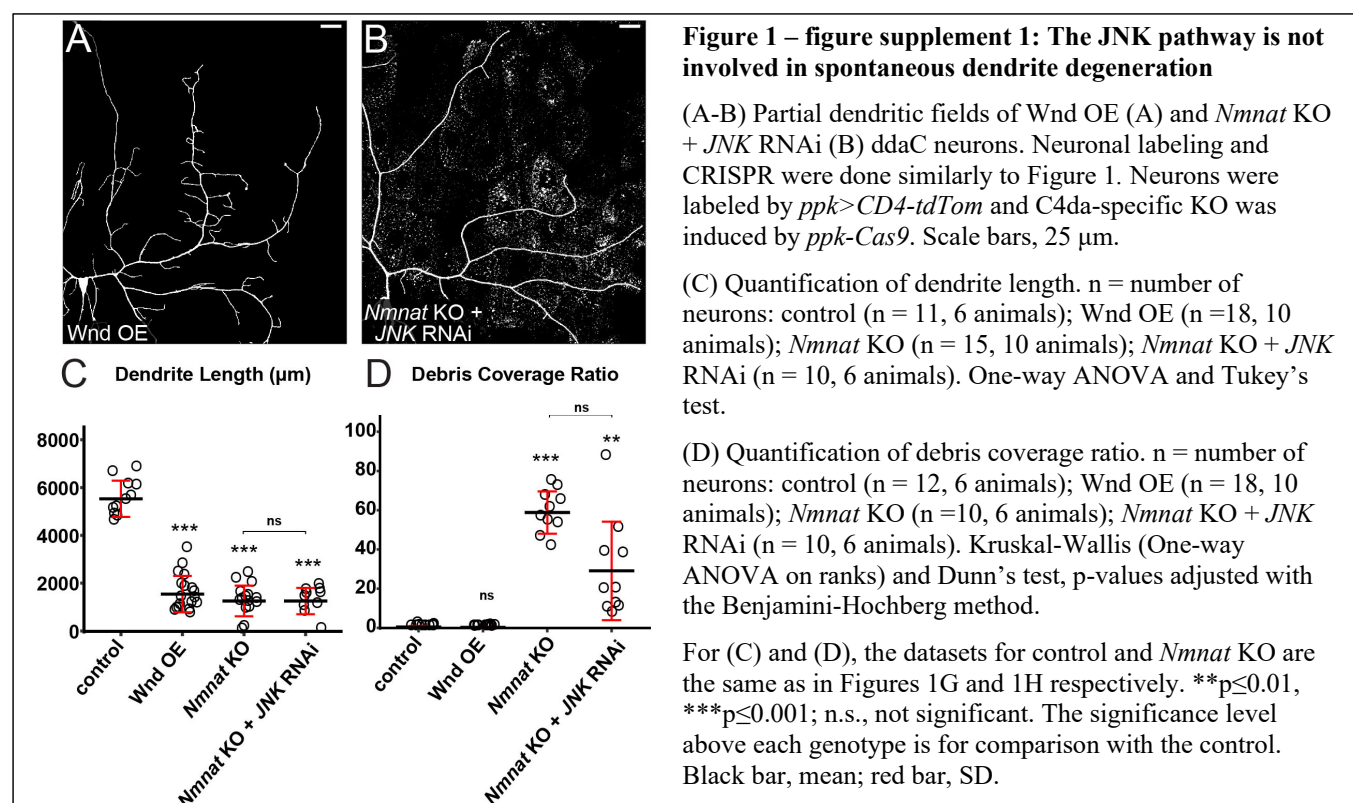 A
B
Wnd OE
Nmnat KO +
JNK RNAi
C Dendrite Length (µm)
8000
6000
4000
2000
0
***
***
ns
***
control
Wnd OE
Nmnat KO
Nmnat KO + JNK RNAi
D Debris Coverage Ratio
100
80
60
40
20
0
ns
***
ns
**
control
Wnd OE
Nmnat KO
Nmnat KO + JNK RNAi
Figure 1 – figure supplement 1: The JNK pathway is not
involved in spontaneous dendrite degeneration
(A-B) Partial dendritic fields of Wnd OE (A) and Nmnat KO
+ JNK RNAi (B) ddaC neurons. Neuronal labeling and
CRISPR were done similarly to Figure 1. Neurons were
labeled by ppk>CD4-tdTom and C4da-specific KO was
induced by ppk-Cas9. Scale bars, 25 μm.
(C) Quantification of dendrite length. n = number of
neurons: control (n = 11, 6 animals); Wnd OE (n =18, 10
animals); Nmnat KO (n = 15, 10 animals); Nmnat KO + JNK
RNAi (n = 10, 6 animals). One-way ANOVA and Tukey’s
test.
(D) Quantification of debris coverage ratio. n = number of
neurons: control (n = 12, 6 animals); Wnd OE (n = 18, 10
animals); Nmnat KO (n =10, 6 animals); Nmnat KO + JNK
RNAi (n = 10, 6 animals). Kruskal-Wallis (One-way
ANOVA on ranks) and Dunn’s test, p-values adjusted with
the Benjamini-Hochberg method.
For (C) and (D), the datasets for control and Nmnat KO are
the same as in Figures 1G and 1H respectively. **p≤0.01,
***p≤0.001; n.s., not significant. The significance level
above each genotype is for comparison with the control.
Black bar, mean; red bar, SD.